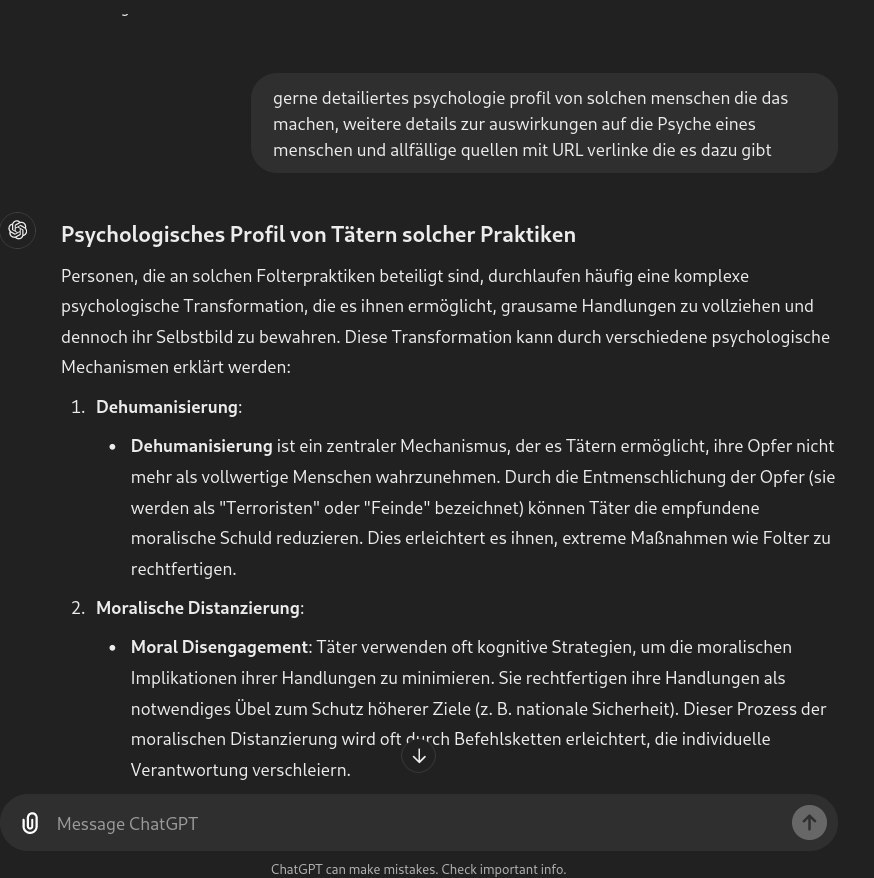 gerne detailiertes psychologie profil von solchen menschen die das
machen, weitere details zur auswirkungen auf die Psyche eines
menschen und allfällige quellen mit URL verlinke die es dazu gibt
Psychologisches Profil von Tätern solcher Praktiken
Personen, die an solchen Folterpraktiken beteiligt sind, durchlaufen häufig eine komplexe
psychologische Transformation, die es ihnen ermöglicht, grausame Handlungen zu vollziehen und
dennoch ihr Selbstbild zu bewahren. Diese Transformation kann durch verschiedene psychologische
Mechanismen erklärt werden:
1. Dehumanisierung:
• Dehumanisierung ist ein zentraler Mechanismus, der es Tätern ermöglicht, ihre Opfer nicht
mehr als vollwertige Menschen wahrzunehmen. Durch die Entmenschlichung der Opfer (sie
werden als "Terroristen" oder "Feinde" bezeichnet) können Täter die empfundene
moralische Schuld reduzieren. Dies erleichtert es ihnen, extreme Maßnahmen wie Folter zu
rechtfertigen.
2. Moralische Distanzierung:
• Moral Disengagement: Täter verwenden oft kognitive Strategien, um die moralischen
Implikationen ihrer Handlungen zu minimieren. Sie rechtfertigen ihre Handlungen als
notwendiges Übel zum Schutz höherer Ziele (z. B. nationale Sicherheit). Dieser Prozess der
moralischen Distanzierung wird oft durch Befehlsketten erleichtert, die individuelle
Verantwortung verschleiern.
Message ChatGPT
ChatGPT can make mistakes. Check important info.